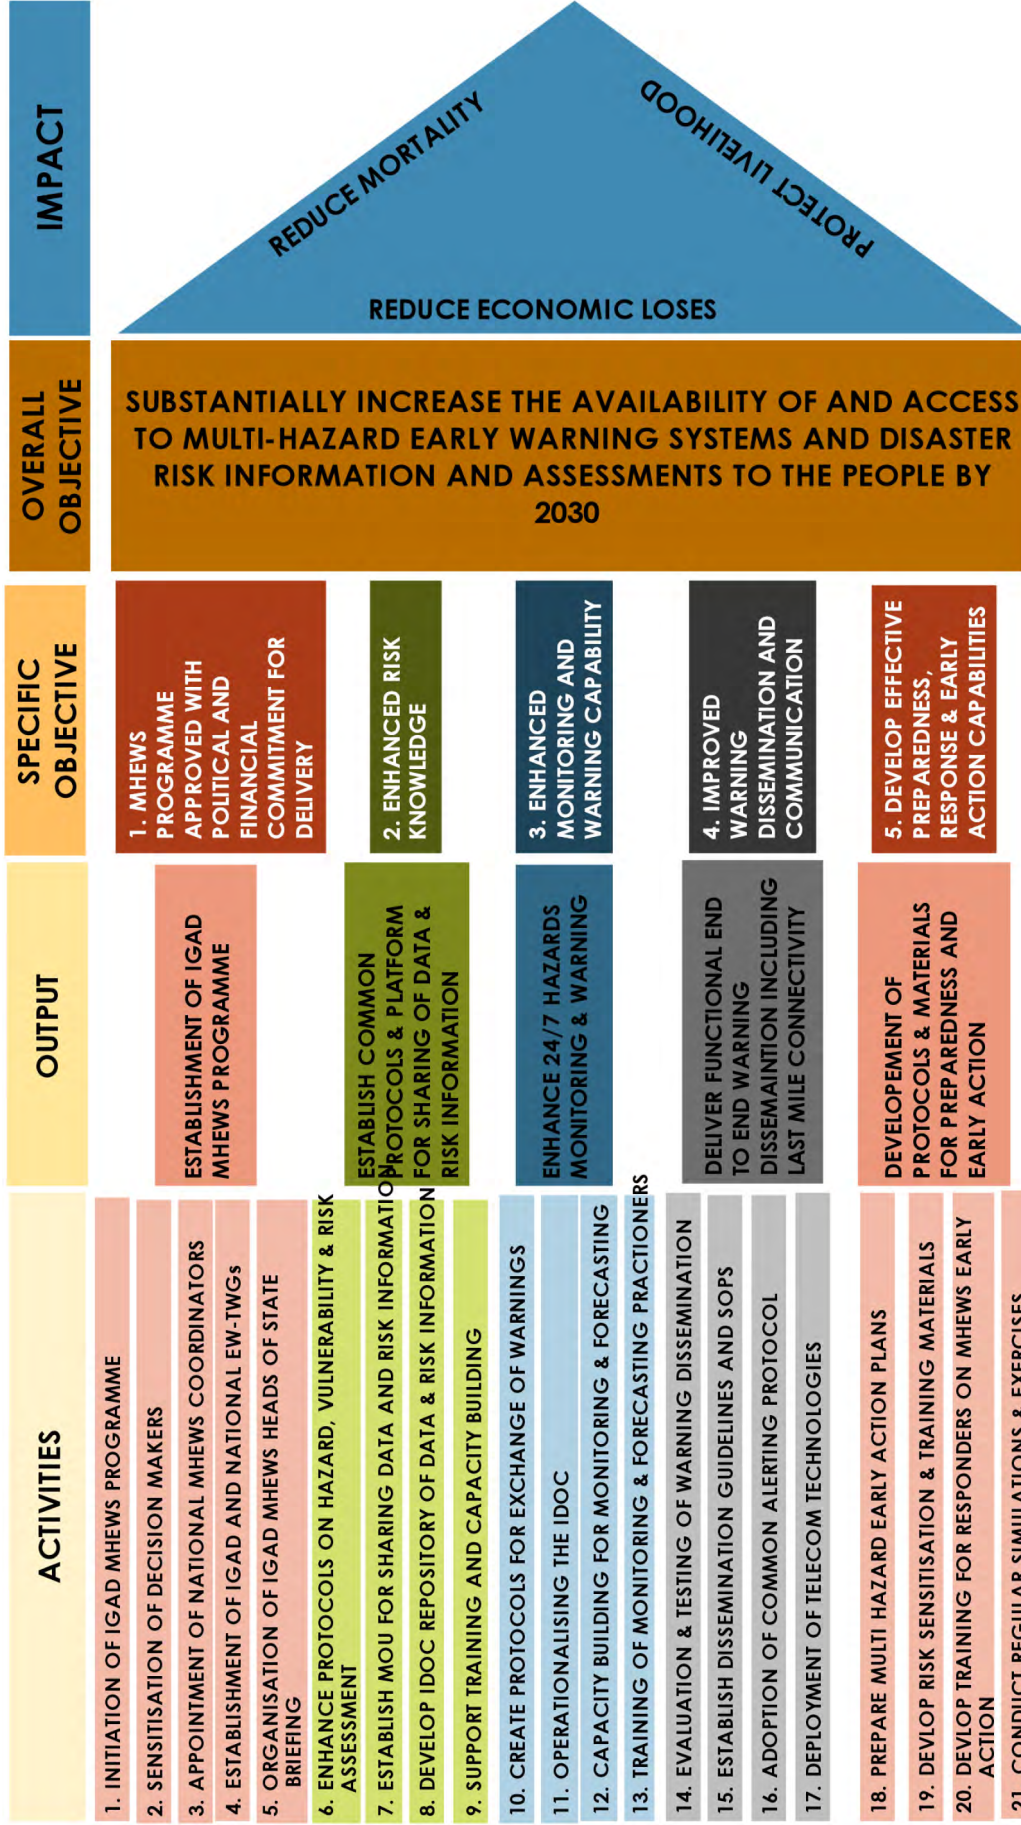 ACTIVITIES
1. INITIATION OF IGAD MHEWS PROGRAMME
2. SENSITISATION OF DECISION MAKERS
3. APPOINTMENT OF NATIONAL MHEWS COORDINATORS
4. ESTABLISHMENT OF IGAD AND NATIONAL EW-TWGs
5. ORGANISATION OF IGAD MHEWS HEADS OF STATE
BRIEFING
6. ENHANCE PROTOCOLS ON HAZARD, VULNERABILITY & RISK
ASSESSMENT
7. ESTABLISH MOU FOR SHARING DATA AND RISK INFORMATION
8. DEVELOP IDOC REPOSITORY OF DATA & RISK INFORMATION
9. SUPPORT TRAINING AND CAPACITY BUILDING
10. CREATE PROTOCOLS FOR EXCHANGE OF WARNINGS
11. OPERATIONALISING THE IDOC
12. CAPACITY BUILDING FOR MONITORING & FORECASTING
13. TRAINING OF MONITORING & FORECASTING PRACTIONERS
14. EVALUATION & TESTING OF WARNING DISSEMINATION
15. ESTABLISH DISSEMINATION GUIDELINES AND SOPS
16. ADOPTION OF COMMON ALERTING PROTOCOL
17. DEPLOYMENT OF TELECOM TECHNOLOGIES
18. PREPARE MULTI HAZARD EARLY ACTION PLANS
19. DEVLOP RISK SENSITISATION & TRAINING MATERIALS
20. DEVLOP TRAINING FOR RESPONDERS ON MHEWS EARLY
ACTION
21. CONDUCT REGULAR SIMULATIONS & EXERCISES
OUTPUT
ESTABLISHMENT OF IGAD
MHEWS PROGRAMME
ESTABLISH COMMON
PROTOCOLS & PLATFORM
FOR SHARING OF DATA &
RISK INFORMATION
ENHANCE 24/7 HAZARDS
MONITORING & WARNING
DELIVER FUNCTIONAL END
TO END WARNING
DISSEMAINTION INCLUDING
LAST MILE CONNECTIVITY
DEVELOPEMENT OF
PROTOCOLS & MATERIALS
FOR PREPAREDNESS AND
EARLY ACTION
SPECIFIC
OBJECTIVE
1. MHEWS
PROGRAMME
APPROVED WITH
POLITICAL AND
FINANCIAL
COMMITMENT FOR
DELIVERY
2. ENHANCED RISK
KNOWLEDGE
3. ENHANCED
MONITORING AND
WARNING CAPABILITY
4. IMPROVED
WARNING
DISSEMINATION AND
COMMUNICATION
5. DEVELOP EFFECTIVE
PREPAREDNESS,
RESPONSE & EARLY
ACTION CAPABILITIES
OVERALL
OBJECTIVE
SUBSTANTIALLY INCREASE THE AVAILABILITY OF AND ACCESS
TO MULTI-HAZARD EARLY WARNING SYSTEMS AND DISASTER
RISK INFORMATION AND ASSESSMENTS TO THE PEOPLE BY
2030
IMPACT
REDUCE MORTALITY
PROTECT LIVELIHOOD
REDUCE ECONOMIC LOSES